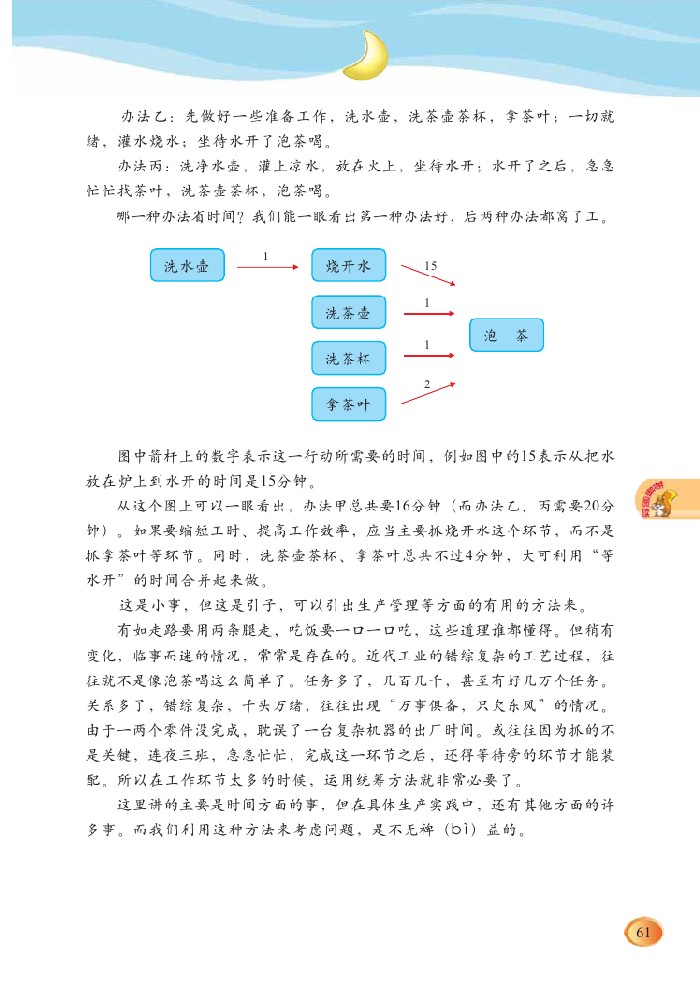 办法乙：先做好一些准备工作，洗水壶，洗茶壶茶杯，拿茶叶；一切就
绪，灌水烧水；坐待水开了泡茶喝。
办法丙：洗净水壶，灌上凉水，放在火上，坐待水开；水开了之后，急急
忙忙找茶叶，洗茶壶茶杯，泡茶喝。
哪一种办法省时间？我们能一眼看出第一种办法好，后两种办法都窝了工。
洗水壶
1
烧开水
15
洗茶壶
1
泡 茶
洗茶杯
1
拿茶叶
2
图中箭杆上的数字表示这一行动所需要的时间，例如图中的15表示从把水
放在炉上到水开的时间是15分钟。
从这个图上可以一眼看出，办法甲总共要16分钟（而办法乙、丙需要20分
钟）。如果要缩短工时、提高工作效率，应当主要抓烧开水这个环节，而不是
抓拿茶叶等环节。同时，洗茶壶茶杯、拿茶叶总共不过4分钟，大可利用“等
水开”的时间合并起来做。
这是小事，但这是引子，可以引出生产管理等方面的有用的方法来。
有如走路要用两条腿走，吃饭要一口一口吃，这些道理谁都懂得。但稍有
变化，临事而迷的情况，常常是存在的。近代工业的错综复杂的工艺过程，往
往就不是像泡茶喝这么简单了。任务多了，几百几千，甚至有好几万个任务。
关系多了，错综复杂，千头万绪，往往出现“万事俱备，只欠东风”的情况。
由于一两个零件没完成，耽误了一台复杂机器的出厂时间。或往往因为抓的不
是关键，连夜三班，急急忙忙，完成这一环节之后，还得等待旁的环节才能装
配。所以在工作环节太多的时候，运用统筹方法就非常必要了。
这里讲的主要是时间方面的事，但在具体生产实践中，还有其他方面的许
多事。而我们利用这种方法来考虑问题，是不无裨（bì）益的。
61